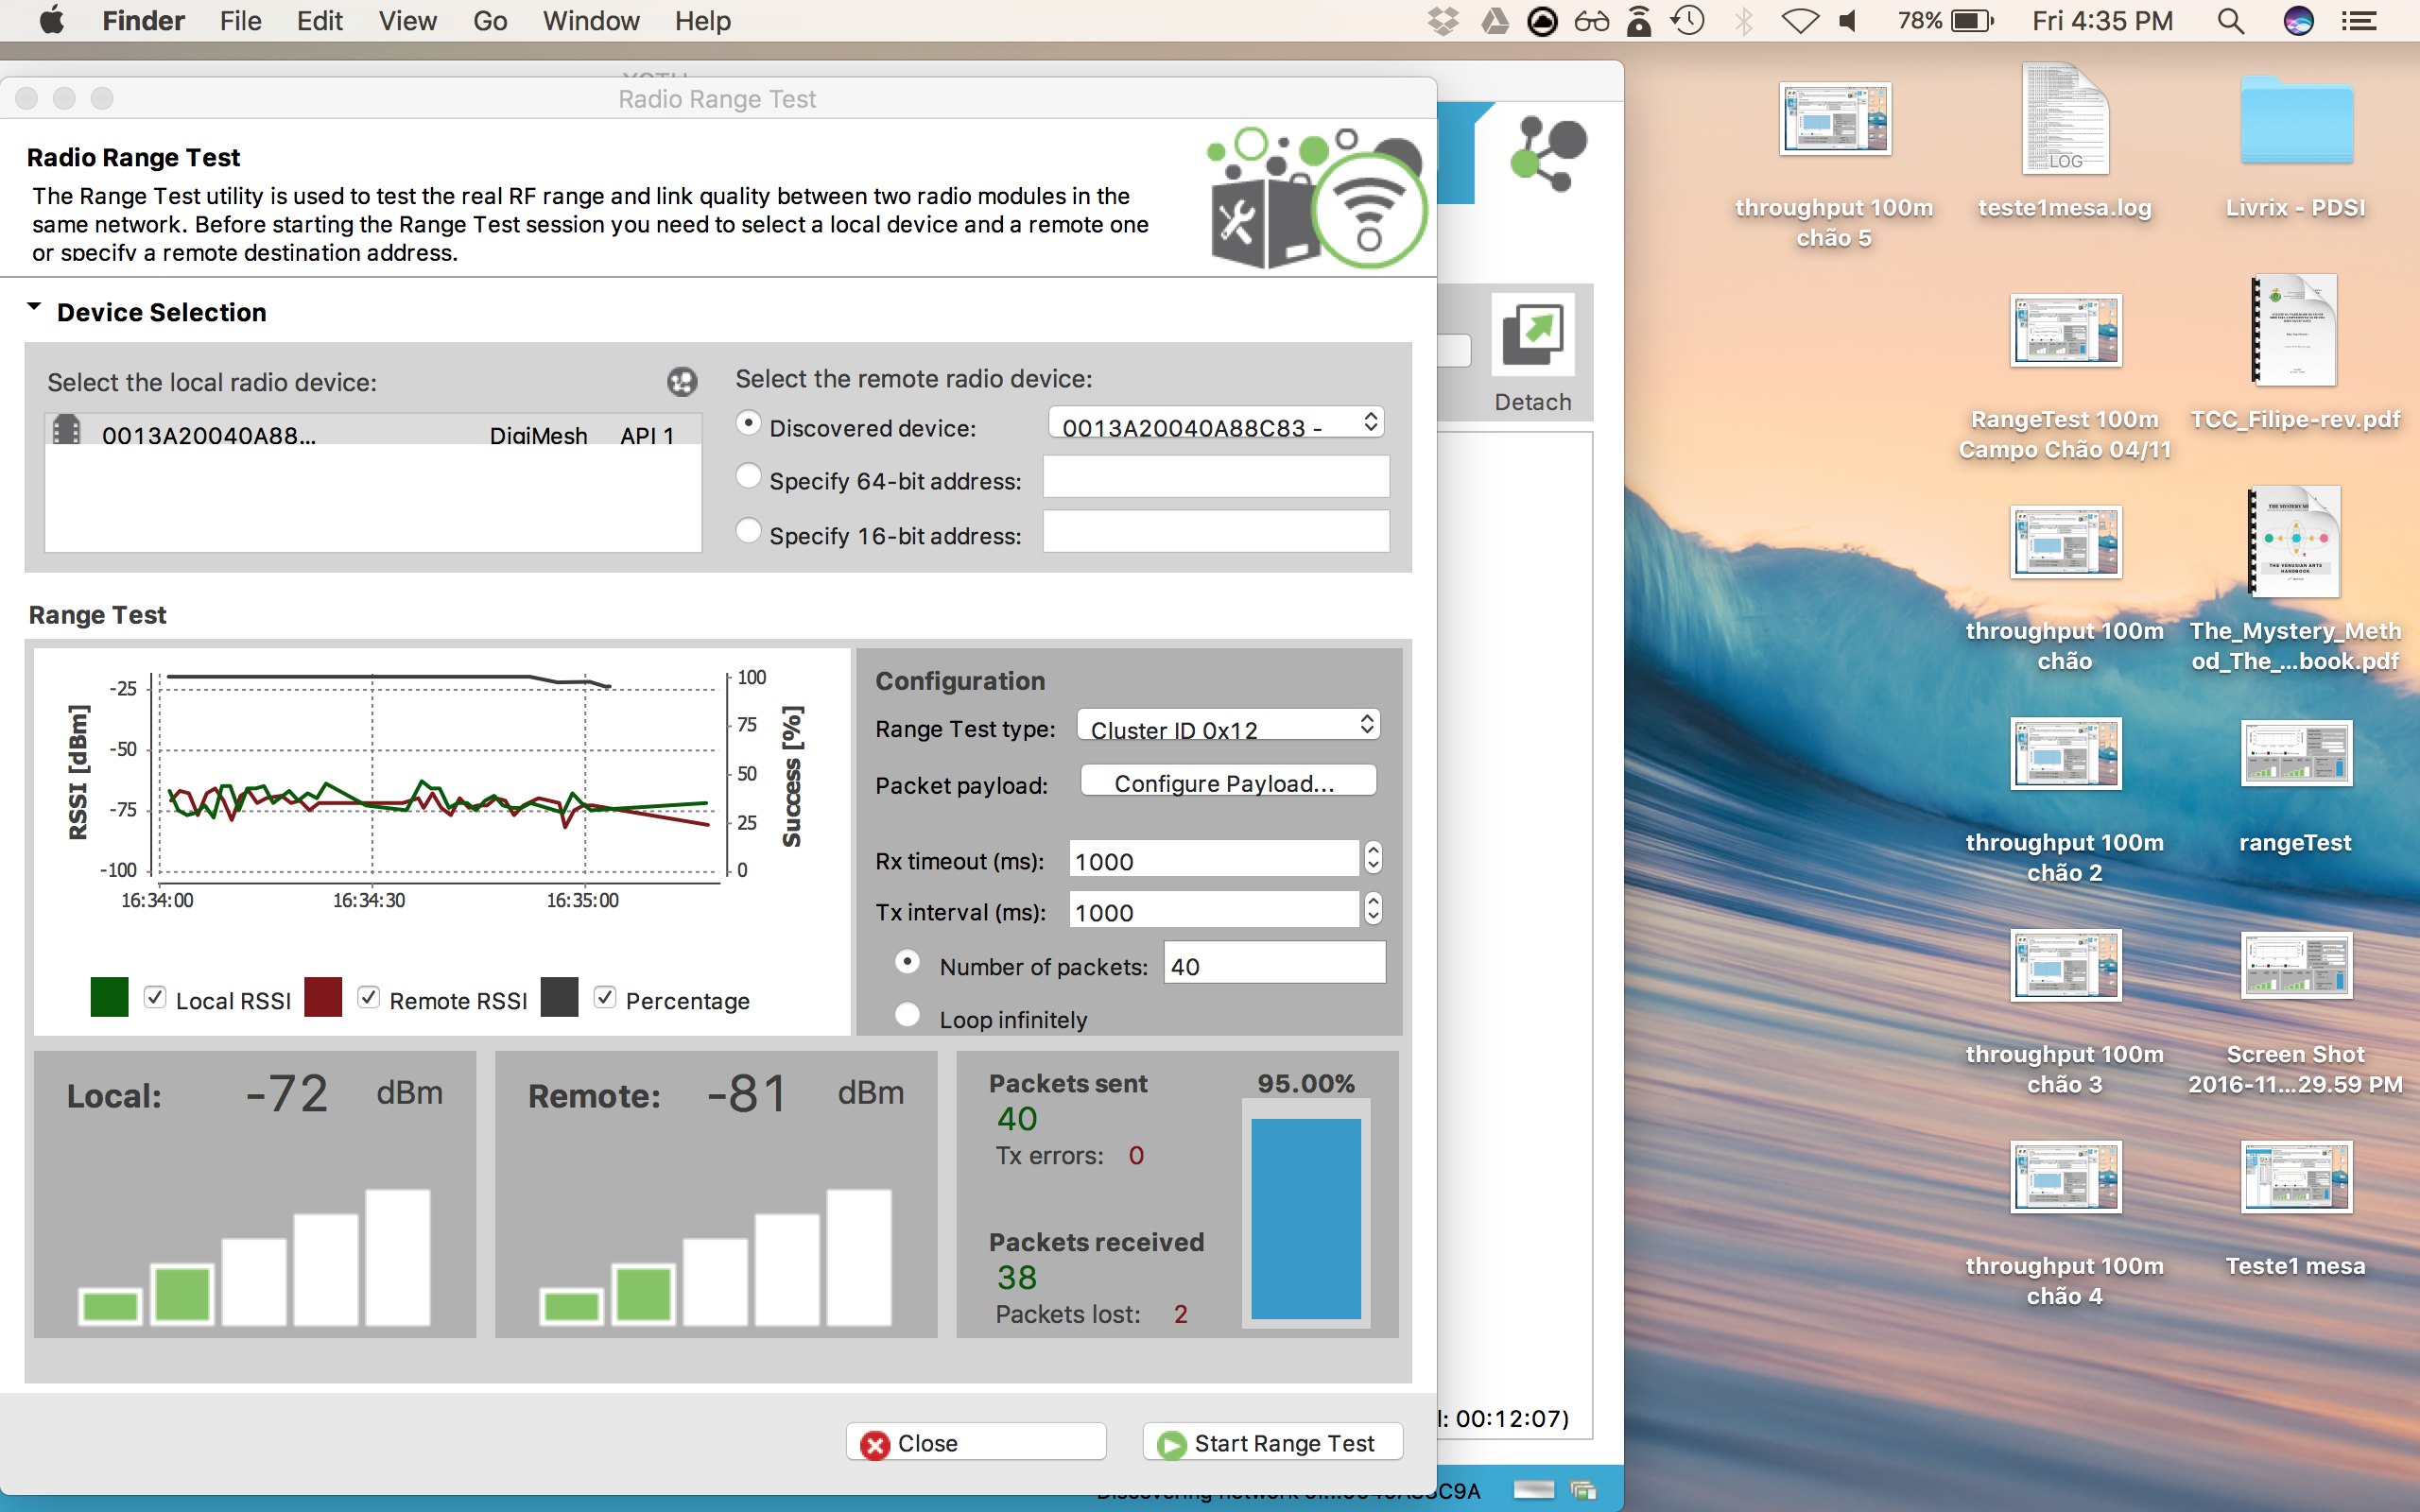 Finder File Edit View Go Window Help
78% Fri 4:35 PM
Radio Range Test
Radio Range Test
The Range Test utility is used to test the real RF range and link quality between two radio modules in the
same network. Before starting the Range Test session you need to select a local device and a remote one
or specify a remote destination address.
Device Selection
Select the local radio device:
0013A20040A88... DigiMesh API 1
Select the remote radio device:
Discovered device: 0013A20040A88C83 -
Specify 64-bit address:
Specify 16-bit address:
Detach
Range Test
RSSI [dBm]
-25
-50
-75
-100
100
75
50
25
0
Success [%]
16:34:00 16:34:30 16:35:00
Local RSSI Remote RSSI Percentage
Configuration
Range Test type: Cluster ID 0x12
Packet payload: Configure Payload...
Rx timeout (ms): 1000
Tx interval (ms): 1000
Number of packets: 40
Loop infinitely
Local: -72 dBm
Remote: -81 dBm
Packets sent 95.00%
40
Tx errors: 0
Packets received
38
Packets lost: 2
Close Start Range Test
l: 00:12:07)
throughput 100m
chão 5
LOG
teste1mesa.log
Livrix - PDSI
RangeTest 100m
Campo Chão 04/11
TCC_Filipe-rev.pdf
THE VENUSIAN ARTS
HANDBOOK
throughput 100m
chão
The_Mystery_Meth
od_The_...book.pdf
throughput 100m
chão 2
rangeTest
throughput 100m
chão 3
Screen Shot
2016-11...29.59 PM
throughput 100m
chão 4
Teste1 mesa